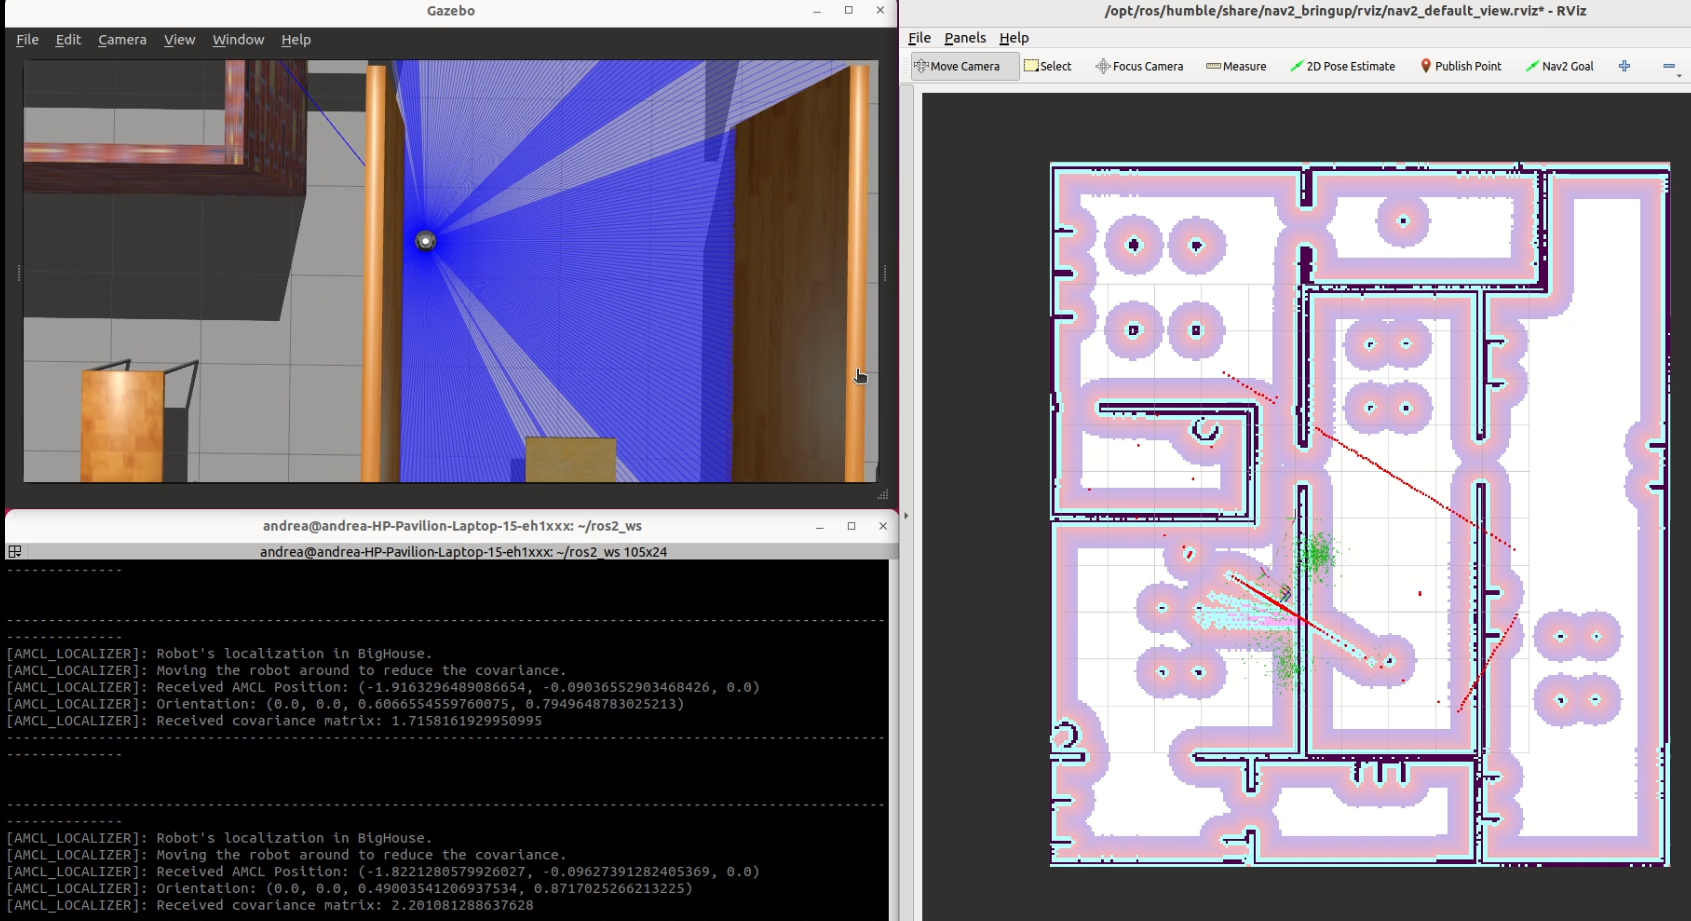 Gazebo
File Edit Camera View Window Help
/opt/ros/humble/share/nav2_bringup/rviz/nav2_default_view.rviz* - RViz
File Panels Help
Move Camera Select Focus Camera Measure 2D Pose Estimate Publish Point Nav2 Goal
andrea@andrea-HP-Pavilion-Laptop-15-eh1xxx: ~/ros2_ws
andrea@andrea-HP-Pavilion-Laptop-15-eh1xxx: ~/ros2_ws 105x24
[AMCL_LOCALIZER]: Robot's localization in BigHouse.
[AMCL_LOCALIZER]: Moving the robot around to reduce the covariance.
[AMCL_LOCALIZER]: Received AMCL Position: (-1.9163296489086654, -0.09036552903468426, 0.0)
[AMCL_LOCALIZER]: Orientation: (0.0, 0.0, 0.6066554559760075, 0.7949648783025213)
[AMCL_LOCALIZER]: Received covariance matrix: 1.7158161929950995
[AMCL_LOCALIZER]: Robot's localization in BigHouse.
[AMCL_LOCALIZER]: Moving the robot around to reduce the covariance.
[AMCL_LOCALIZER]: Received AMCL Position: (-1.8221280579926027, -0.09627391282405369, 0.0)
[AMCL_LOCALIZER]: Orientation: (0.0, 0.0, 0.49003541206937534, 0.8717025266213225)
[AMCL_LOCALIZER]: Received covariance matrix: 2.201081288637628